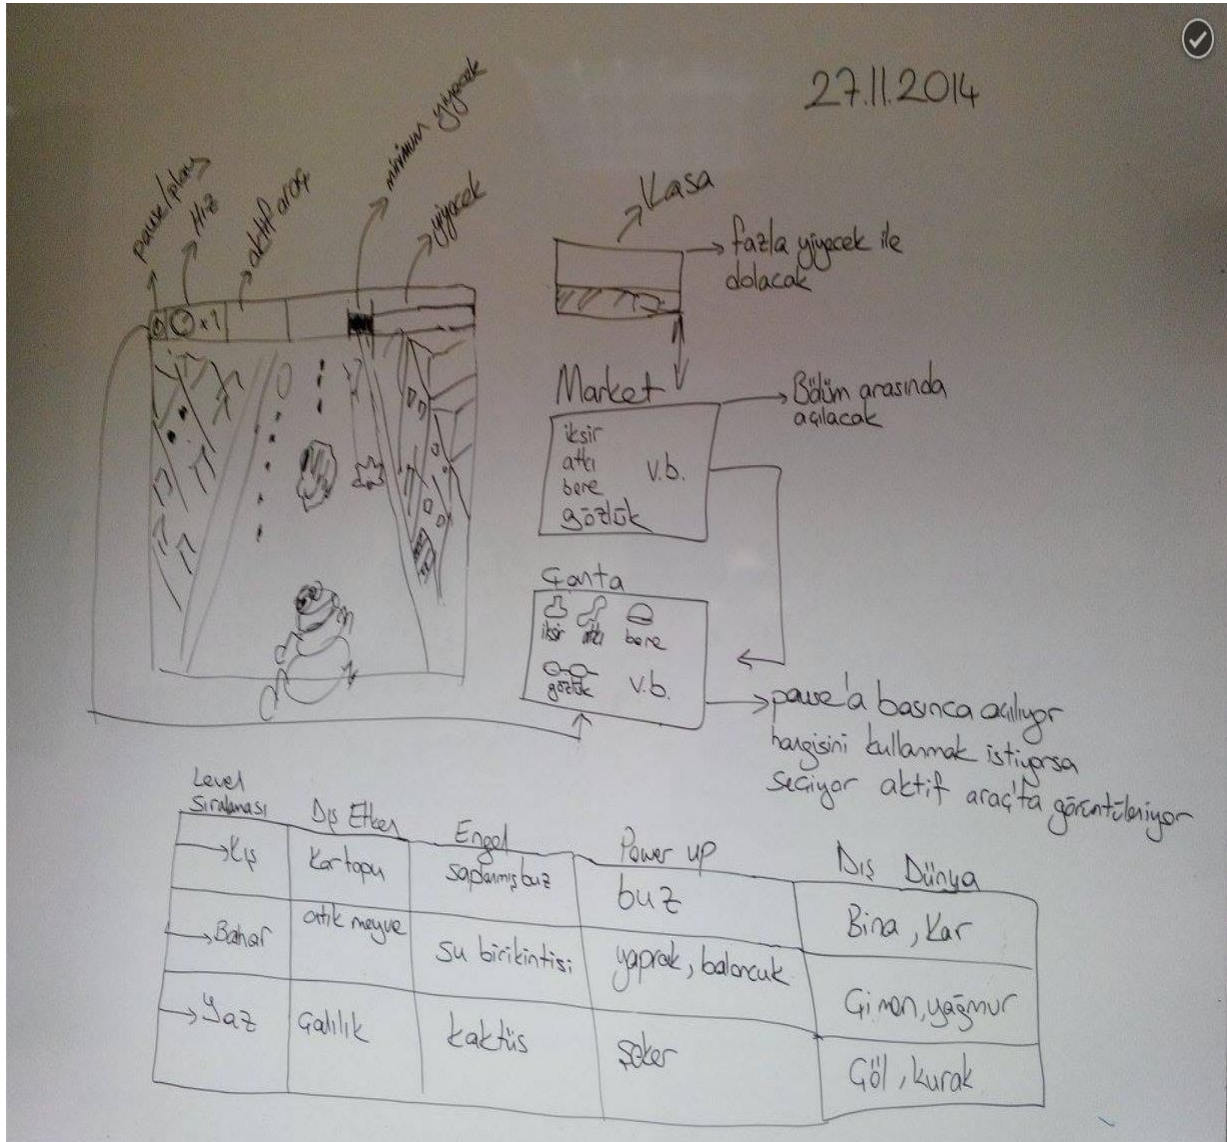 27.11.2014
pause/play
Hız
aktif araç
minimum yiyecek
yiyecek
x1
Kasa
fazla yiyecek ile
dolacak
Market
Bölüm arasında
açılacak
iksir
atkı
bere
gözlük
v.b.
Çanta
iksir
atkı
bere
gözlük
v.b.
pause'a basınca açılıyor
hangisini kullanmak istiyorsa
seçiyor aktif araç'ta görüntüleniyor
Level
Sıralaması
Dış Etken
Engel
Power up
Dış Dünya
Kış
Kartopu
saplanmış buz
buz
Bina, Kar
Bahar
artık meyve
su birikintisi
yaprak, baloncuk
Çimen, yağmur
Yaz
Çalılık
kaktüs
şeker
Göl, kurak